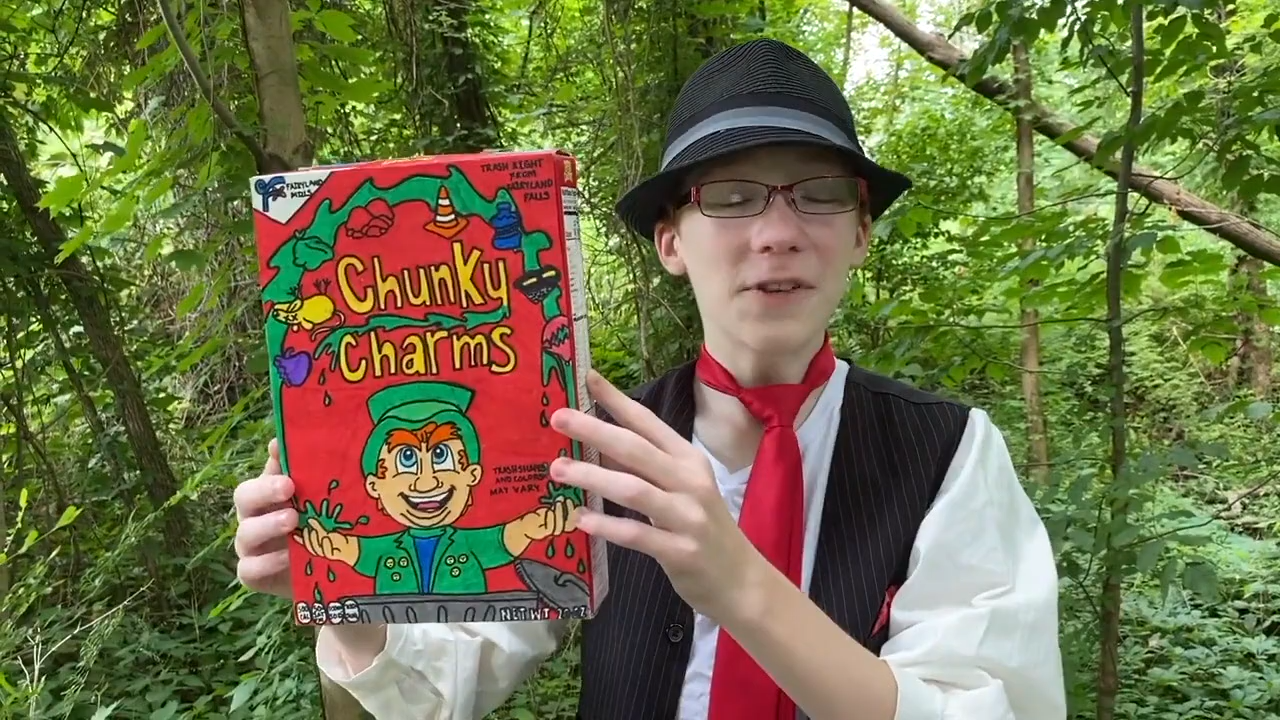 FAIRYLAND
MILLS
TRASH RIGHT
FROM
FAIRYLAND
FALLS
Chunky
Charms
TRASH SHAPES
AND COLORS
MAY VARY
NET WT